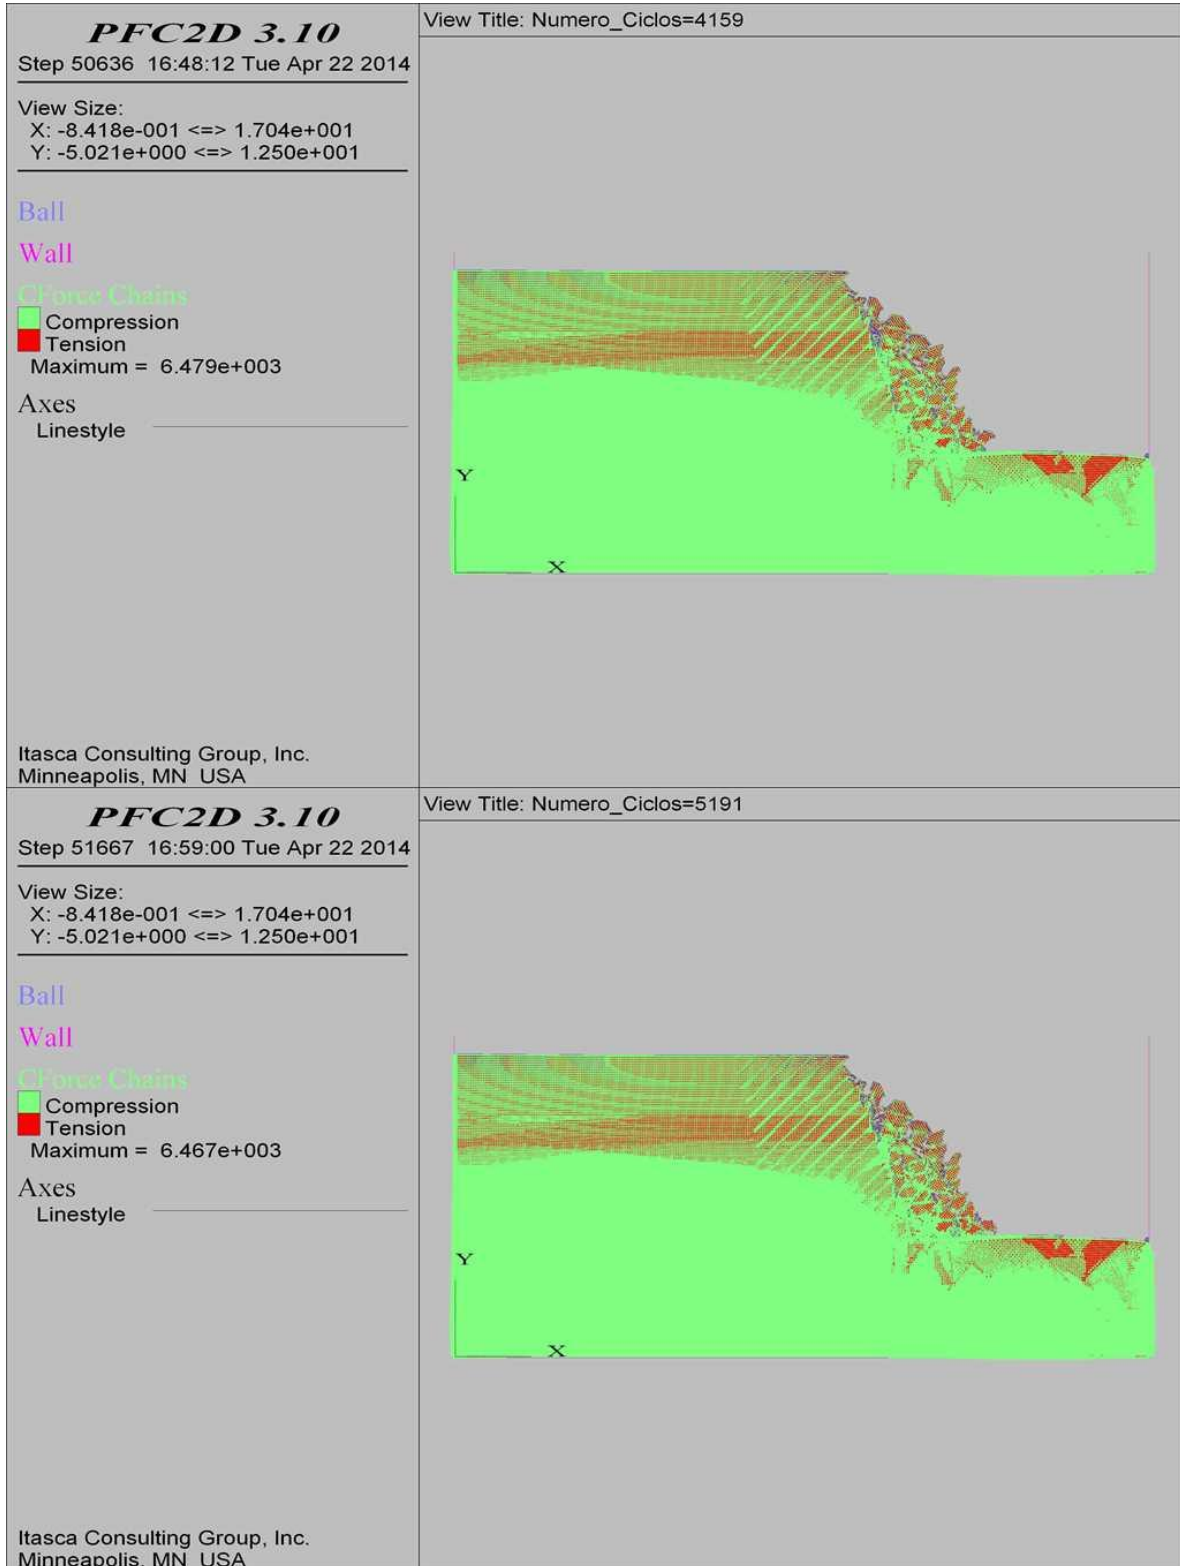 PFC2D 3.10
Step 50636 16:48:12 Tue Apr 22 2014
View Size:
X: -8.418e-001 <=> 1.704e+001
Y: -5.021e+000 <=> 1.250e+001
Ball
Wall
CForce Chains
Compression
Tension
Maximum = 6.479e+003
Axes
Linestyle
Itasca Consulting Group, Inc.
Minneapolis, MN USA
View Title: Numero_Ciclos=4159
Y
X
PFC2D 3.10
Step 51667 16:59:00 Tue Apr 22 2014
View Size:
X: -8.418e-001 <=> 1.704e+001
Y: -5.021e+000 <=> 1.250e+001
Ball
Wall
CForce Chains
Compression
Tension
Maximum = 6.467e+003
Axes
Linestyle
Itasca Consulting Group, Inc.
Minneapolis, MN USA
View Title: Numero_Ciclos=5191
Y
X